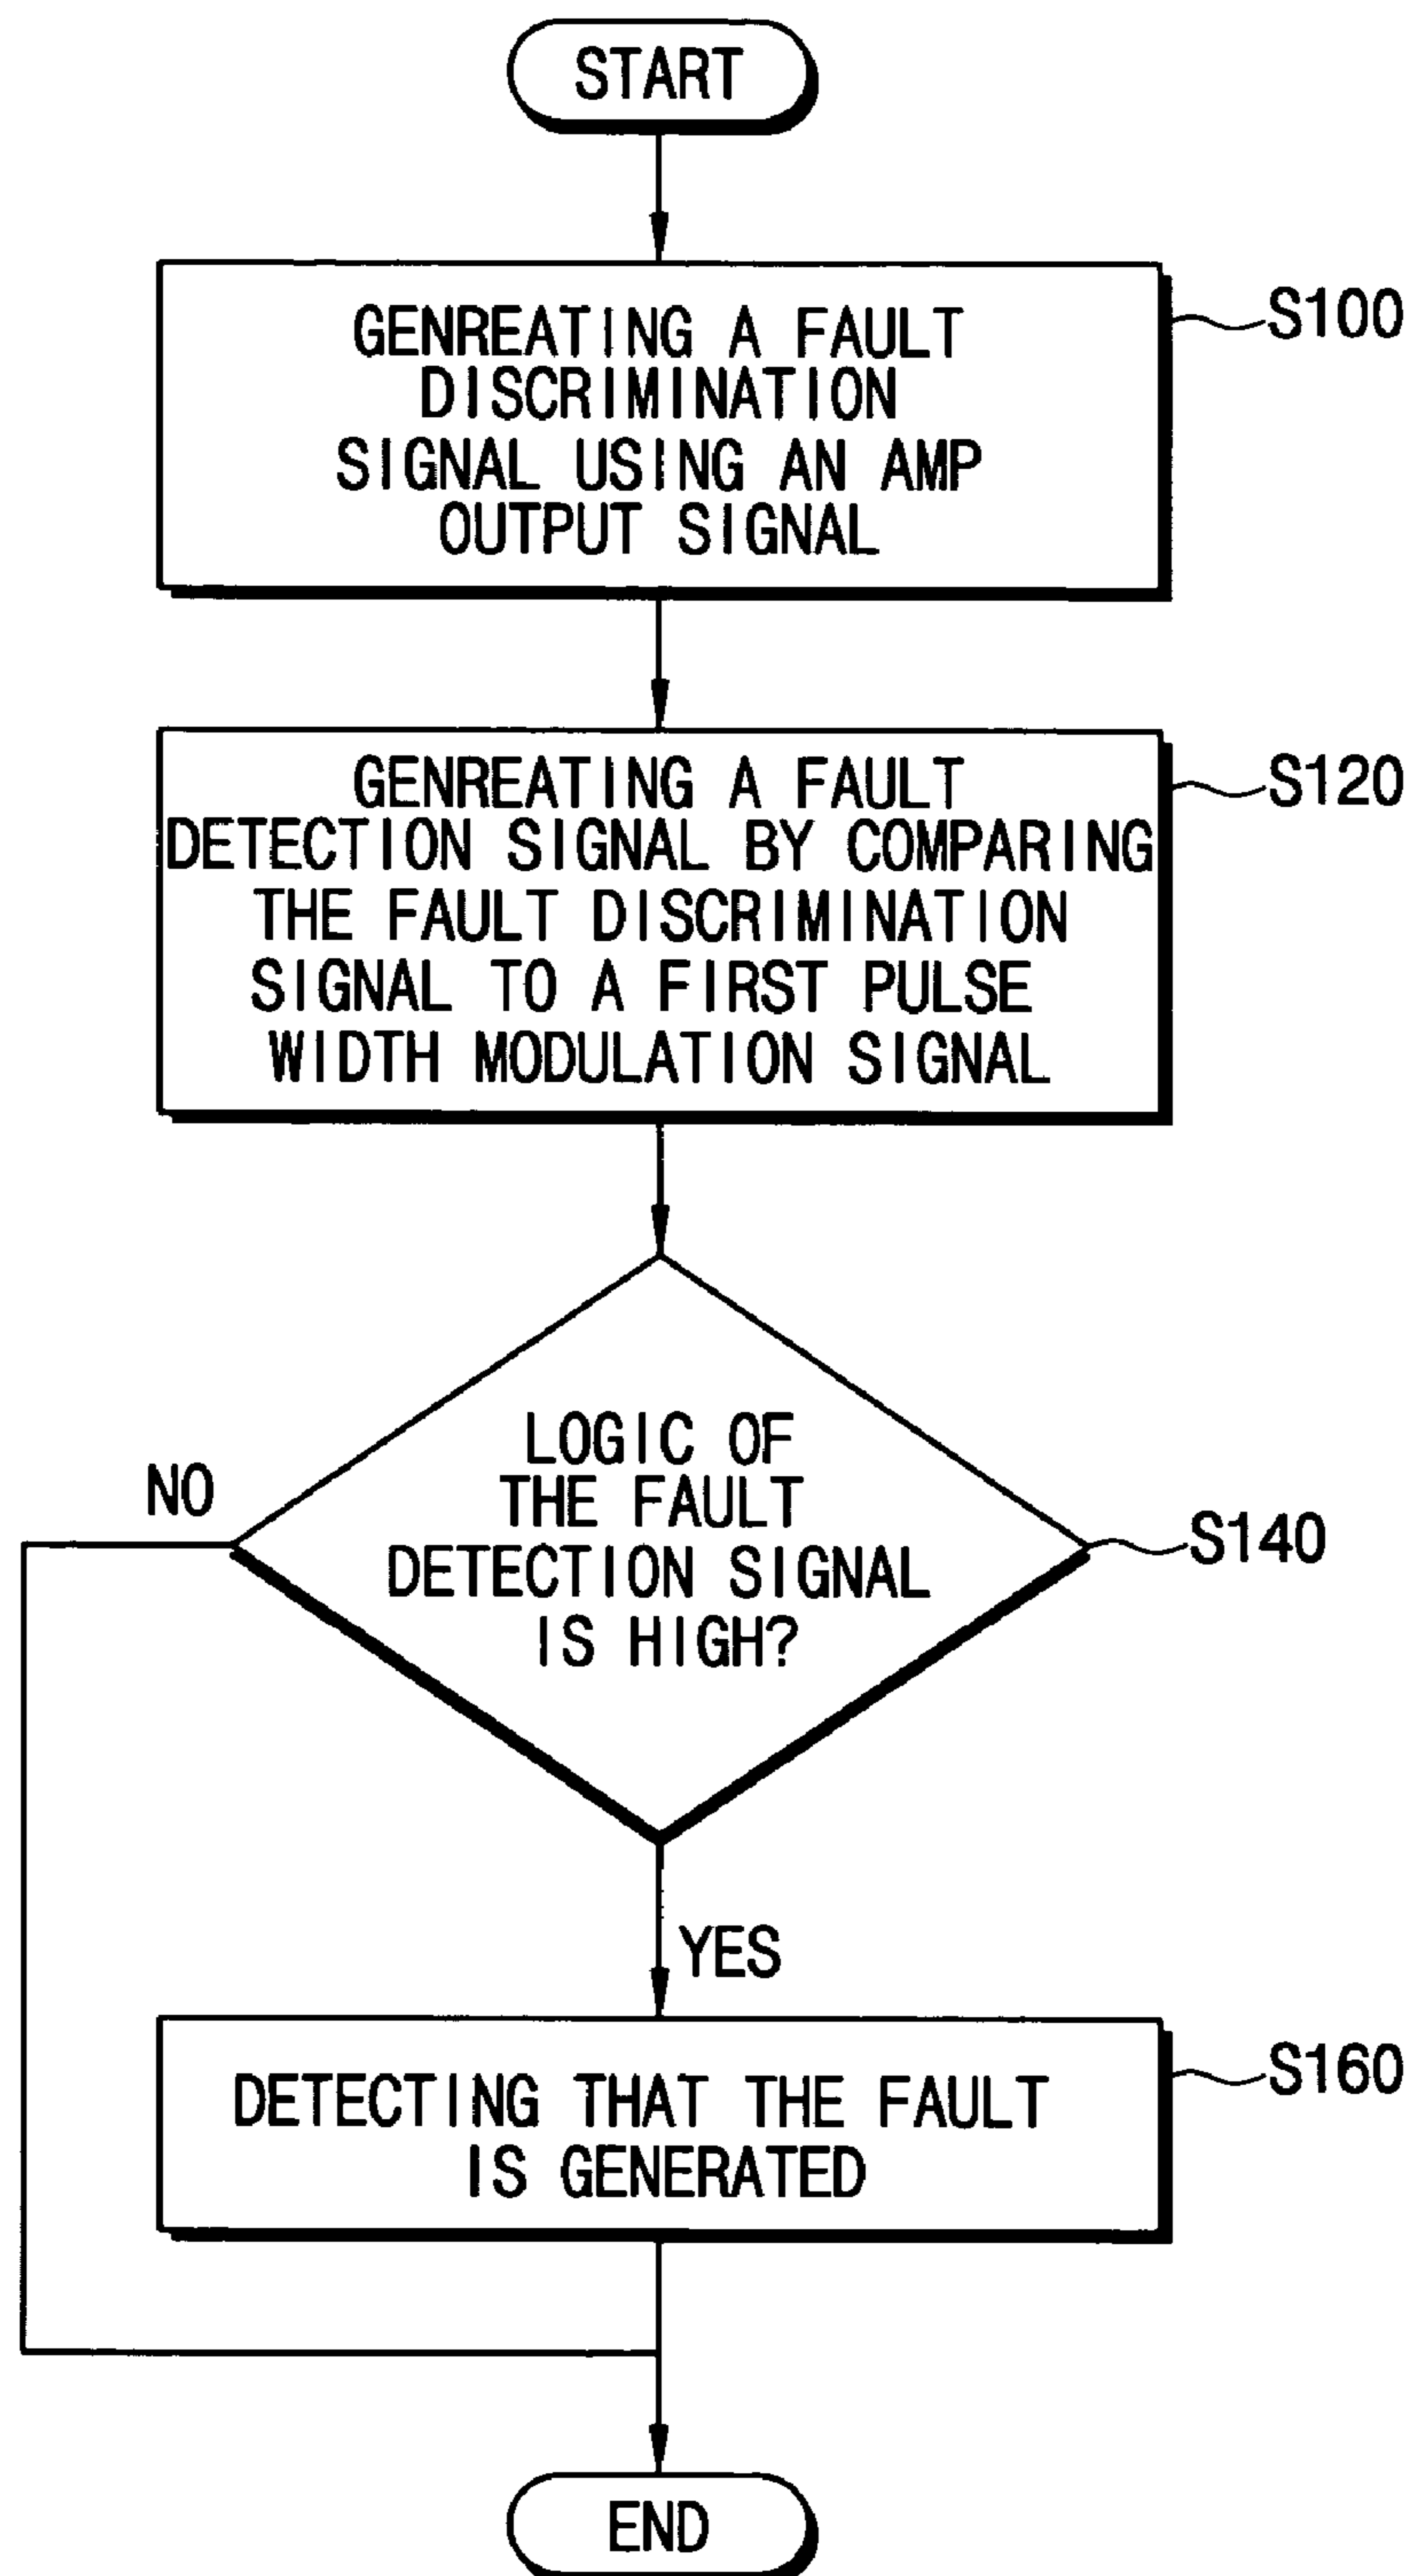 START
GENREATING A FAULT
DISCRIMINATION
SIGNAL USING AN AMP
OUTPUT SIGNAL
S100
GENREATING A FAULT
DETECTION SIGNAL BY COMPARING
THE FAULT DISCRIMINATION
SIGNAL TO A FIRST PULSE
WIDTH MODULATION SIGNAL
S120
LOGIC OF
THE FAULT
DETECTION SIGNAL
IS HIGH?
NO
S140
YES
DETECTING THAT THE FAULT
IS GENERATED
S160
END